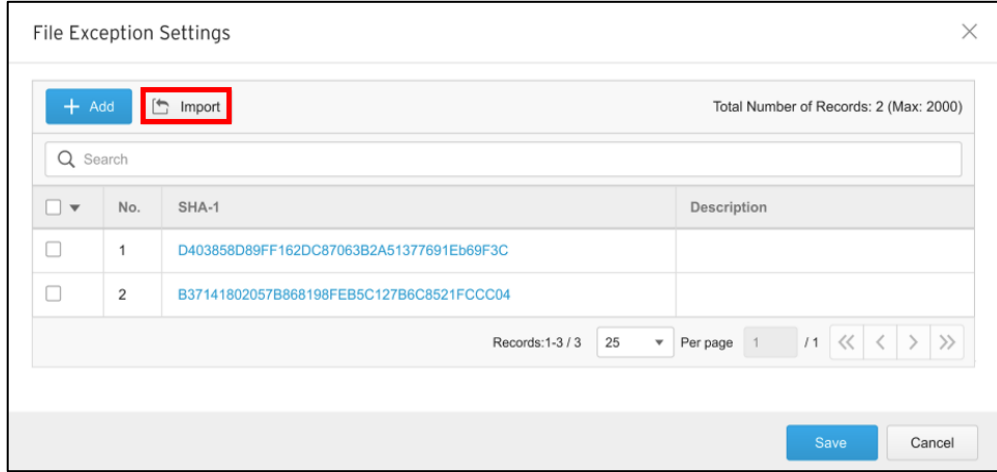 File Exception Settings
Add Import Total Number of Records: 2 (Max: 2000)
Search
No. SHA-1 Description
1 D403858D89FF162DC87063B2A51377691Eb69F3C
2 B37141802057B868198FEB5C127B6C8521FCCC04
Records:1-3 / 3 25 Per page 1 / 1
Save Cancel